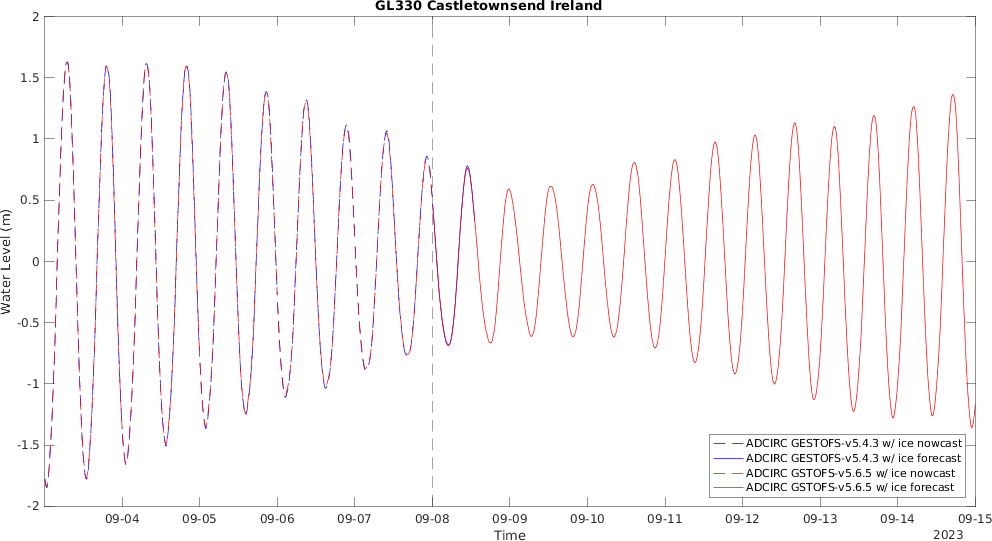 GL330 Castletownsend Ireland
2
1.5
1
0.5
0
-0.5
-1
-1.5
-2
Water Level (m)
ADCIRC GESTOFS-v5.4.3 w/ ice nowcast
ADCIRC GESTOFS-v5.4.3 w/ ice forecast
ADCIRC GSTOFS-v5.6.5 w/ ice nowcast
ADCIRC GSTOFS-v5.6.5 w/ ice forecast
09-04 09-05 09-06 09-07 09-08 09-09 09-10 09-11 09-12 09-13 09-14 09-15
Time
2023